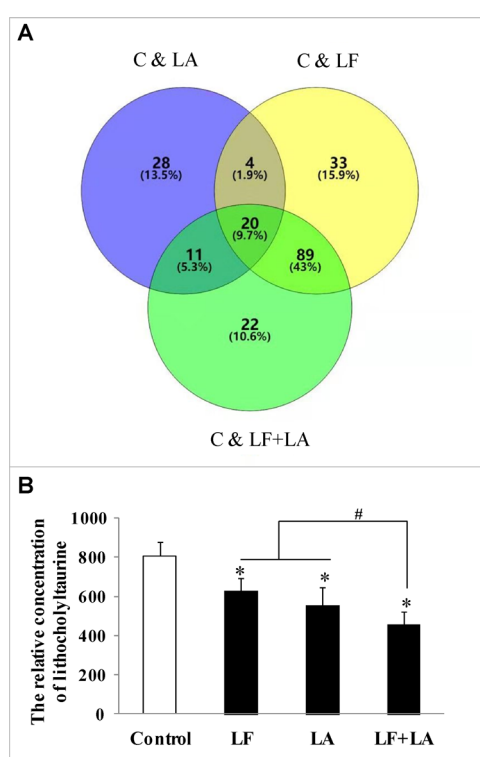 A
C & LA
C & LF
28
(13.5%)
4
(1.9%)
33
(15.9%)
20
(9.7%)
11
(5.3%)
89
(43%)
22
(10.6%)
C & LF+LA
B
The relative concentration
of lithocholyltaurine
1000
800
600
400
200
0
#
*
*
*
Control
LF
LA
LF+LA